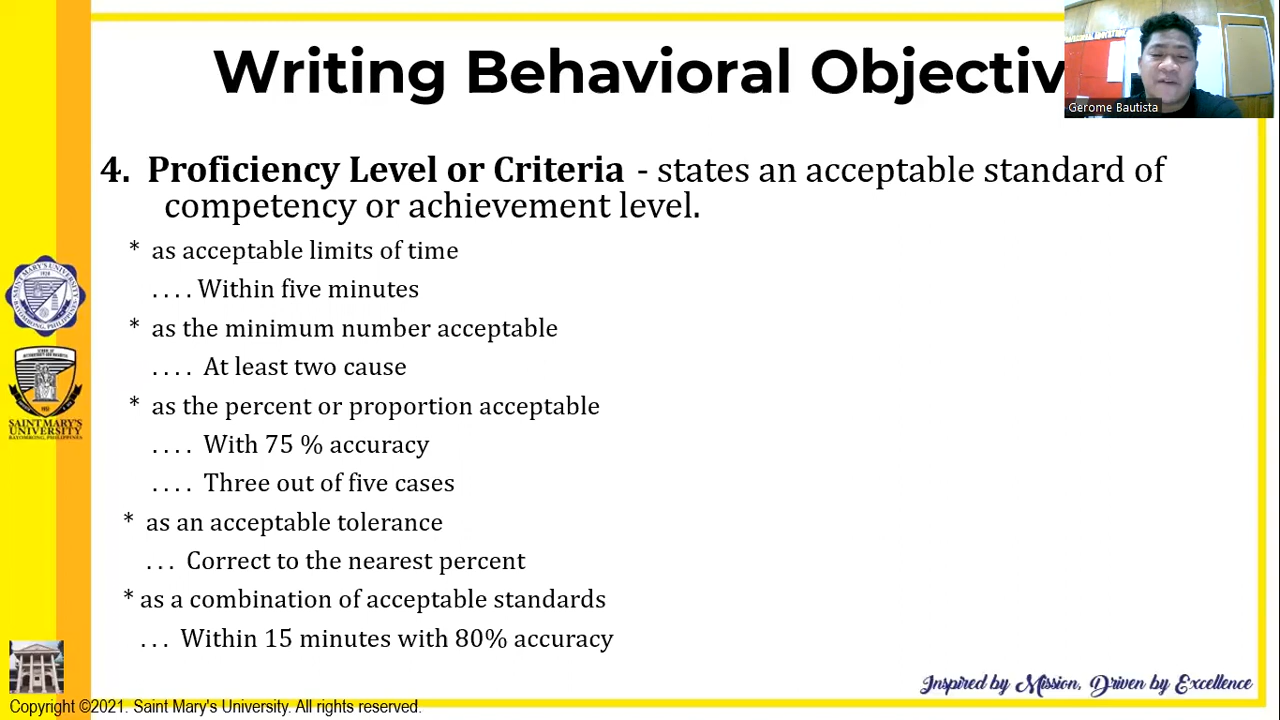 Writing Behavioral Objectiv
Gerome Bautista
4. Proficiency Level or Criteria - states an acceptable standard of
competency or achievement level.
* as acceptable limits of time
. . . . Within five minutes
* as the minimum number acceptable
. . . . At least two cause
* as the percent or proportion acceptable
. . . . With 75 % accuracy
. . . . Three out of five cases
* as an acceptable tolerance
. . . Correct to the nearest percent
* as a combination of acceptable standards
. . . Within 15 minutes with 80% accuracy
SAINT MARY'S
UNIVERSITY
BAYOMBONG, PHILIPPINES
Inspired by Mission, Driven by Excellence
Copyright ©2021. Saint Mary's University. All rights reserved.